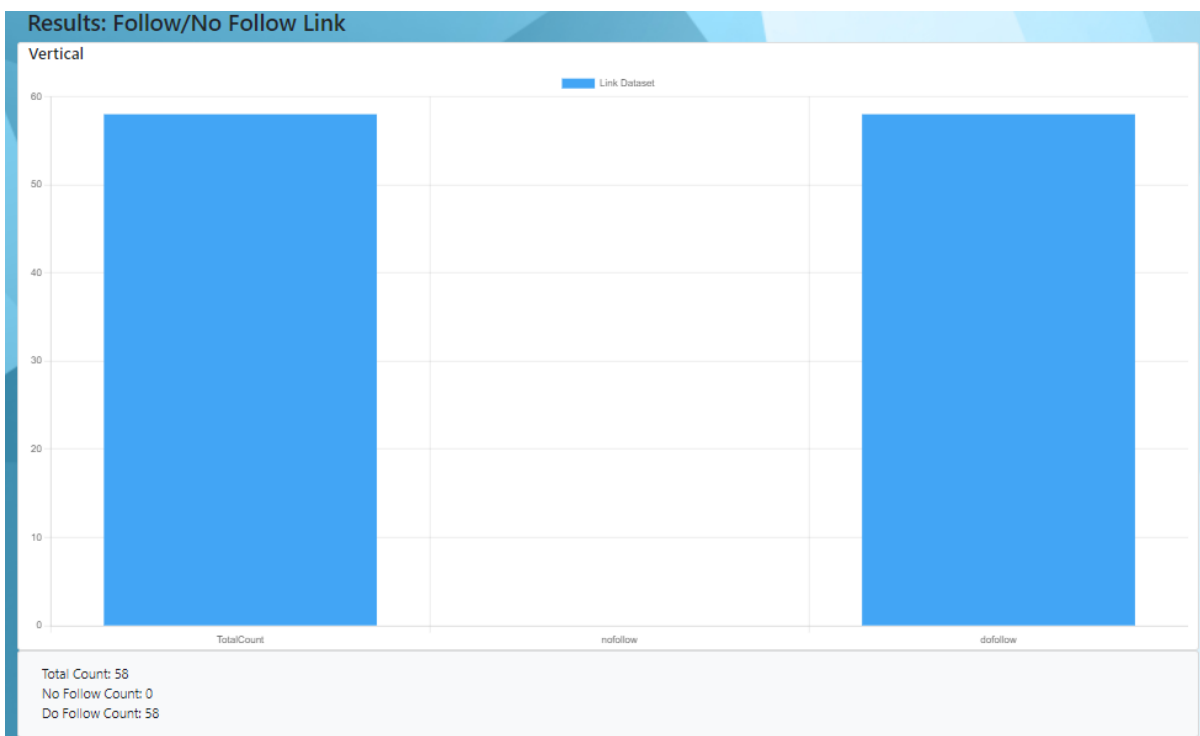 Results: Follow/No Follow Link
Vertical
Link Dataset
60
50
40
30
20
10
0
TotalCount nofollow dofollow
Total Count: 58
No Follow Count: 0
Do Follow Count: 58